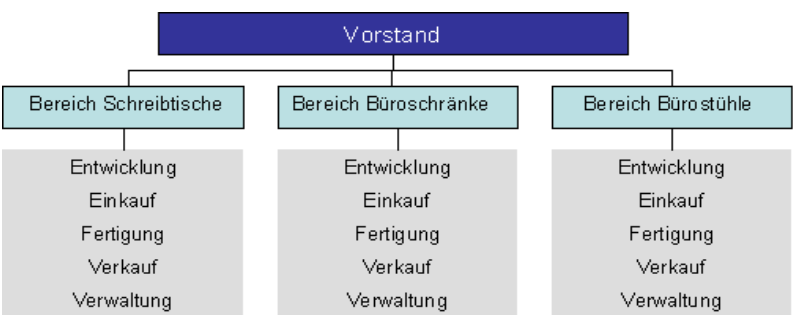 Vorstand
Bereich Schreibtische
Bereich Büroschränke
Bereich Bürostühle
Entwicklung
Einkauf
Fertigung
Verkauf
Verwaltung
Entwicklung
Einkauf
Fertigung
Verkauf
Verwaltung
Entwicklung
Einkauf
Fertigung
Verkauf
Verwaltung